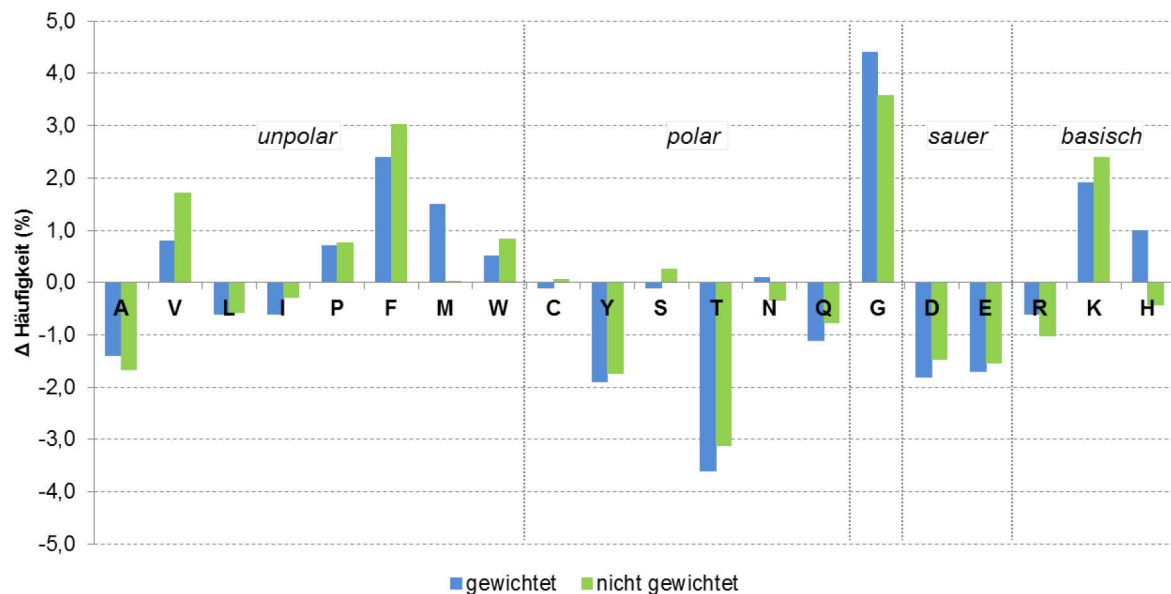 5,0
4,0
3,0
unpolar polar sauer basisch
2,0
1,0
0,0
A V L I P F M W C Y S T N Q G D E R K H
-1,0
-2,0
-3,0
-4,0
-5,0
Δ Häufigkeit (%)
gewichtet nicht gewichtet